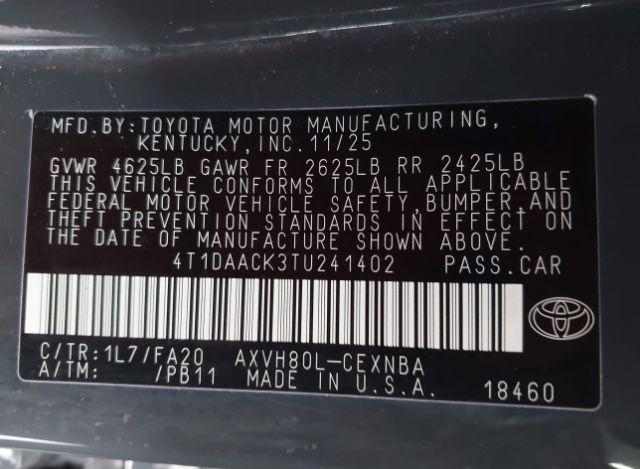 MFD.BY:TOYOTA MOTOR MANUFACTURING,
KENTUCKY,INC.11/25
GVWR 4625LB GAWR FR 2625LB RR 2425LB
THIS VEHICLE CONFORMS TO ALL APPLICABLE
FEDERAL MOTOR VEHICLE SAFETY,BUMPER,AND
THEFT PREVENTION STANDARDS IN EFFECT ON
THE DATE OF MANUFACTURE SHOWN ABOVE.
4T1DAACK3TU241402 PASS.CAR
C/TR:1L7/FA20 AXVH80L-CEXNBA
A/TM: /PB11 MADE IN U.S.A. 18460